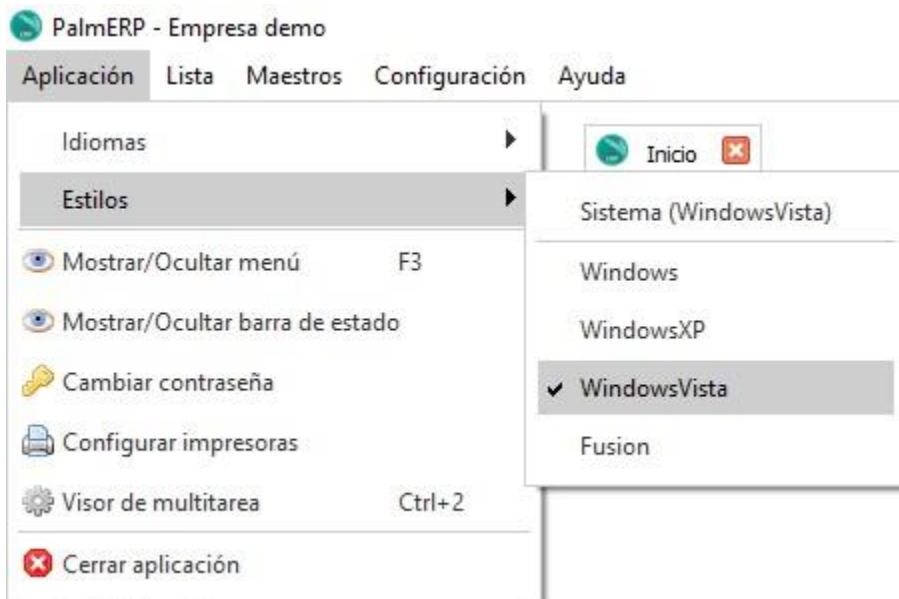 PalmERP - Empresa demo
Aplicación Lista Maestros Configuración Ayuda
Idiomas
Inicio
Estilos
Sistema (WindowsVista)
Mostrar/Ocultar menú F3
Windows
Mostrar/Ocultar barra de estado
WindowsXP
Cambiar contraseña
WindowsVista
Configurar impresoras
Fusion
Visor de multitarea Ctrl+2
Cerrar aplicación